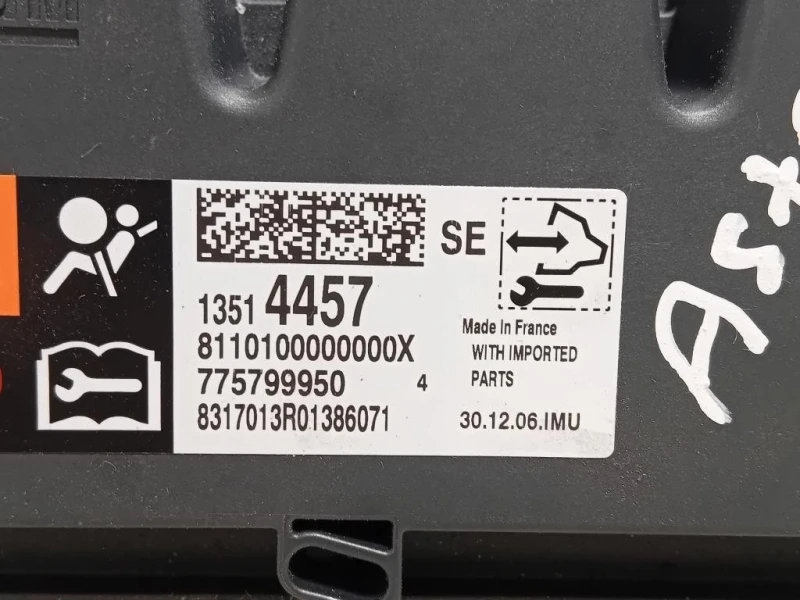 SE
1351 4457
8110100000000X
775799950 4
8317013R01386071
Made in France
WITH IMPORTED
PARTS
30.12.06.IMU